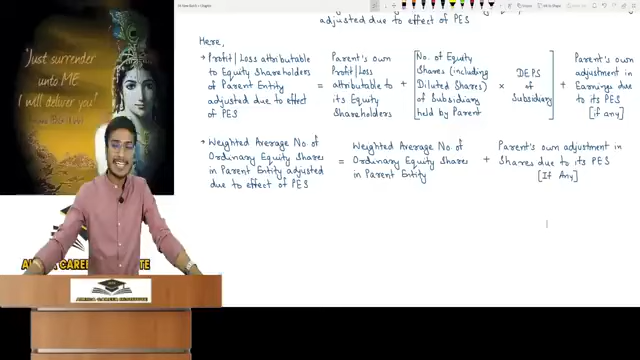 adjusted due to effect of PES
Here,
→ Profit/Loss attributable to Equity Shareholders of Parent Entity adjusted due to effect of PES = Parent's own Profit/Loss attributable to its Equity Shareholders + [No. of Equity Shares (including Diluted Shares) of Subsidiary held by Parent × DEPS of Subsidiary] + Parent's own adjustment in Earnings due to its PES [if any]
→ Weighted Average No. of Ordinary Equity Shares in Parent Entity adjusted due to effect of PES = Weighted Average No. of Ordinary Equity Shares in Parent Entity + Parent's own adjustment in Shares due to its PES [If Any]
"Just surrender
unto ME,
I will deliver you."